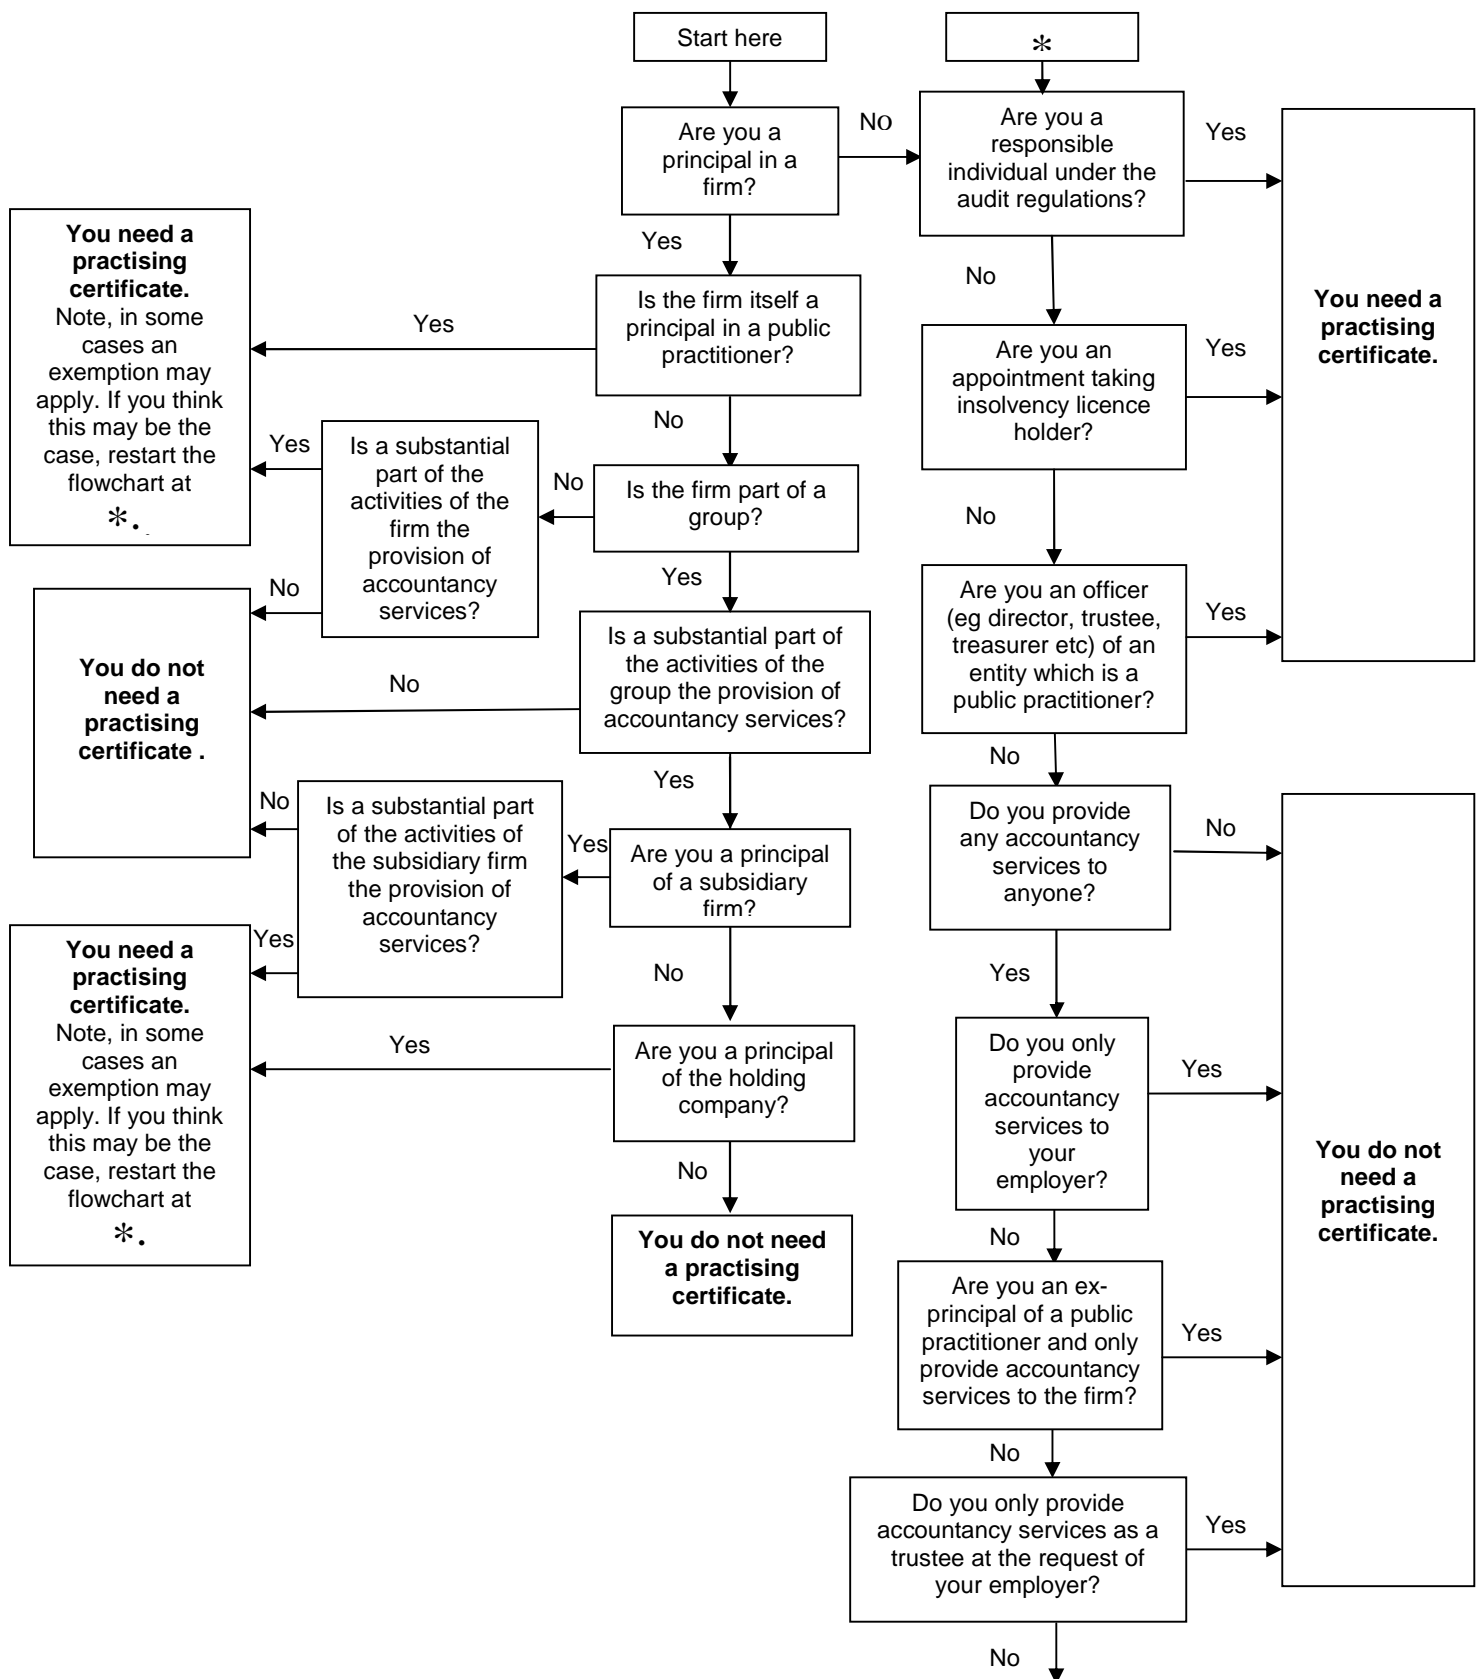 Start here
*
Are you a
principal in a
firm?
No
Are you a
responsible
individual under the
audit regulations?
Yes
You need a
practising
certificate.
Yes
No
You need a
practising
certificate.
Note, in some
cases an
exemption may
apply. If you think
this may be the
case, restart the
flowchart at
*.
Yes
Is the firm itself a
principal in a public
practitioner?
Are you an
appointment taking
insolvency licence
holder?
Yes
No
No
Yes
Is a substantial
part of the
activities of the
firm the
provision of
accountancy
services?
No
Is the firm part of a
group?
No
Yes
Are you an officer
(eg director, trustee,
treasurer etc) of an
entity which is a
public practitioner?
Yes
You do not
need a
practising
certificate .
No
Is a substantial part of
the activities of the
group the provision of
accountancy services?
No
Yes
No
Is a substantial part
of the activities of
the subsidiary firm
the provision of
accountancy
services?
Yes
Yes
Are you a principal
of a subsidiary
firm?
Do you provide
any accountancy
services to
anyone?
No
You do not
need a
practising
certificate.
No
Yes
You need a
practising
certificate.
Note, in some
cases an
exemption may
apply. If you think
this may be the
case, restart the
flowchart at
*.
Yes
Are you a principal
of the holding
company?
Do you only
provide
accountancy
services to
your
employer?
Yes
No
No
You do not need
a practising
certificate.
Are you an ex-
principal of a public
practitioner and only
provide accountancy
services to the firm?
Yes
No
Do you only provide
accountancy services as a
trustee at the request of
your employer?
Yes
No